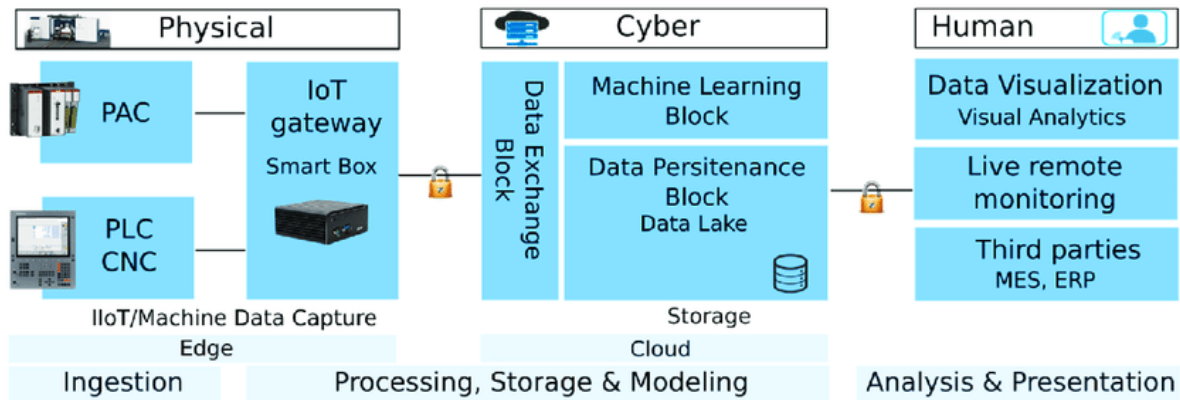 Physical
Cyber
Human
PAC
PLC
CNC
IoT
gateway
Smart Box
Data Exchange
Block
Machine Learning
Block
Data Persitenance
Block
Data Lake
Data Visualization
Visual Analytics
Live remote
monitoring
Third parties
MES, ERP
IIoT/Machine Data Capture
Storage
Edge
Cloud
Ingestion
Processing, Storage & Modeling
Analysis & Presentation